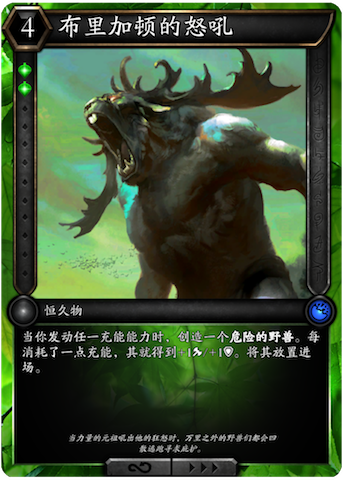 4 布里加顿的怒吼
恒久物
当你发动任一充能能力时，创造一个危险的野兽。每
消耗了一点充能，其就得到+1 +1。将其放置进
场。
当力量的元祖吼出他的狂怒时，万里之外的野兽们都会四
散逃跑寻求庇护。